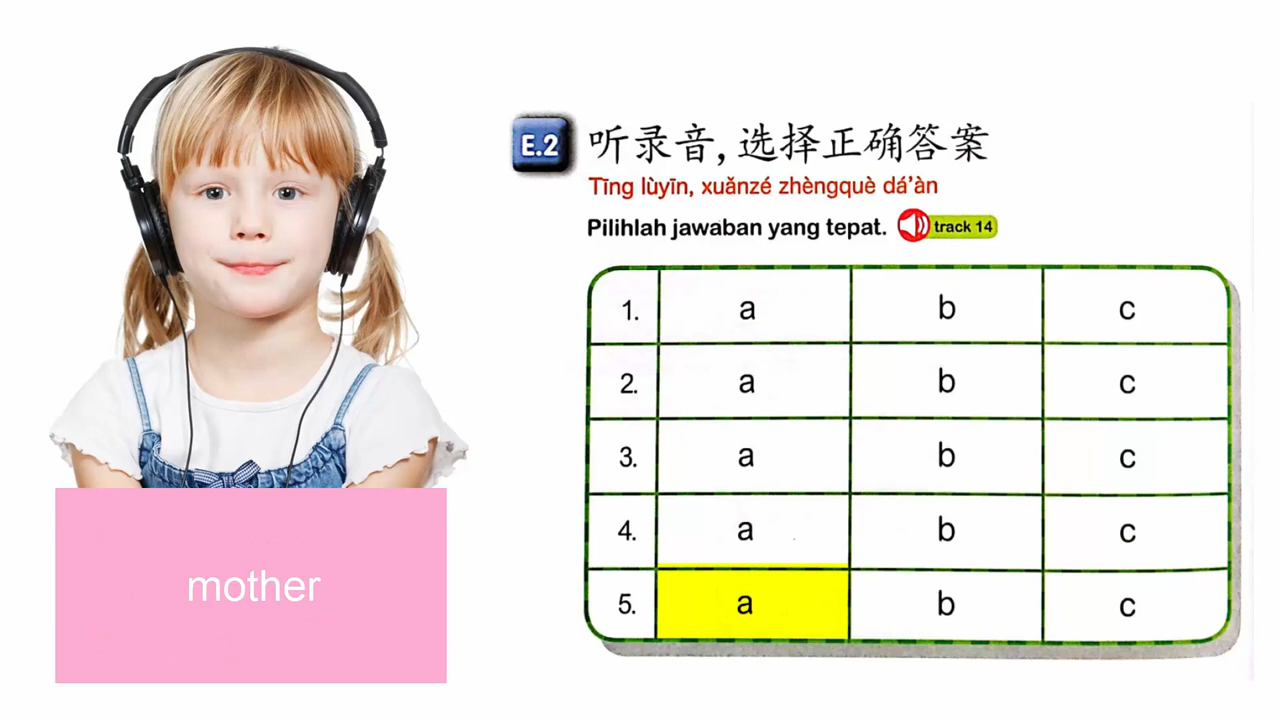 E.2 听录音,选择正确答案
Tīng lùyīn, xuǎnzé zhèngquè dá'àn
Pilihlah jawaban yang tepat. track 14
1. a b c
2. a b c
3. a b c
4. a b c
5. a b c
mother